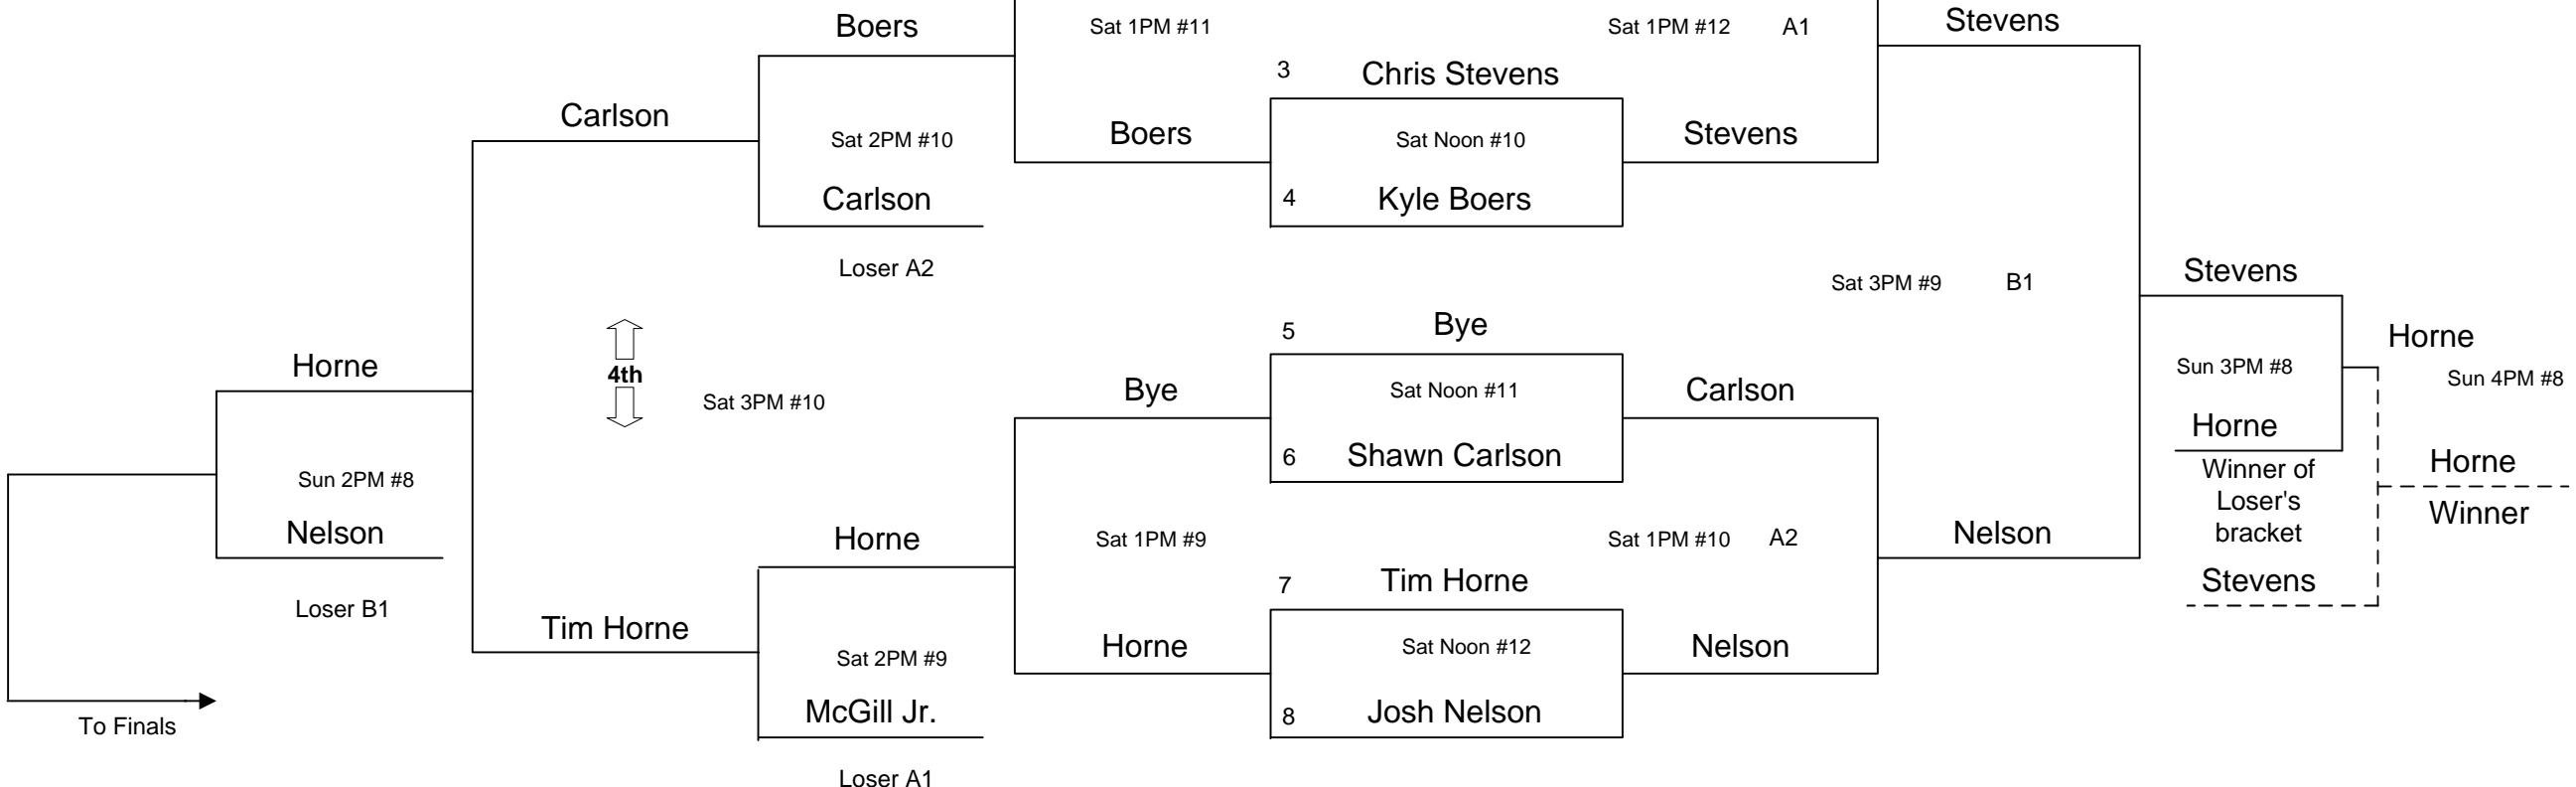 Boers
Sat 1PM #11
Sat 1PM #12
A1
Stevens
3
Chris Stevens
Carlson
Sat 2PM #10
Boers
Sat Noon #10
Stevens
Carlson
4
Kyle Boers
Loser A2
Sat 3PM #9
B1
Stevens
5
Bye
Horne
Horne
4th
Sat 3PM #10
Bye
Sat Noon #11
Carlson
Sun 3PM #8
Sun 4PM #8
Horne
6
Shawn Carlson
Sun 2PM #8
Winner of
Loser's
bracket
Horne
Winner
Nelson
Horne
Sat 1PM #9
Sat 1PM #10
A2
Nelson
7
Tim Horne
Stevens
Loser B1
Tim Horne
Sat 2PM #9
Horne
Sat Noon #12
Nelson
To Finals
McGill Jr.
8
Josh Nelson
Loser A1